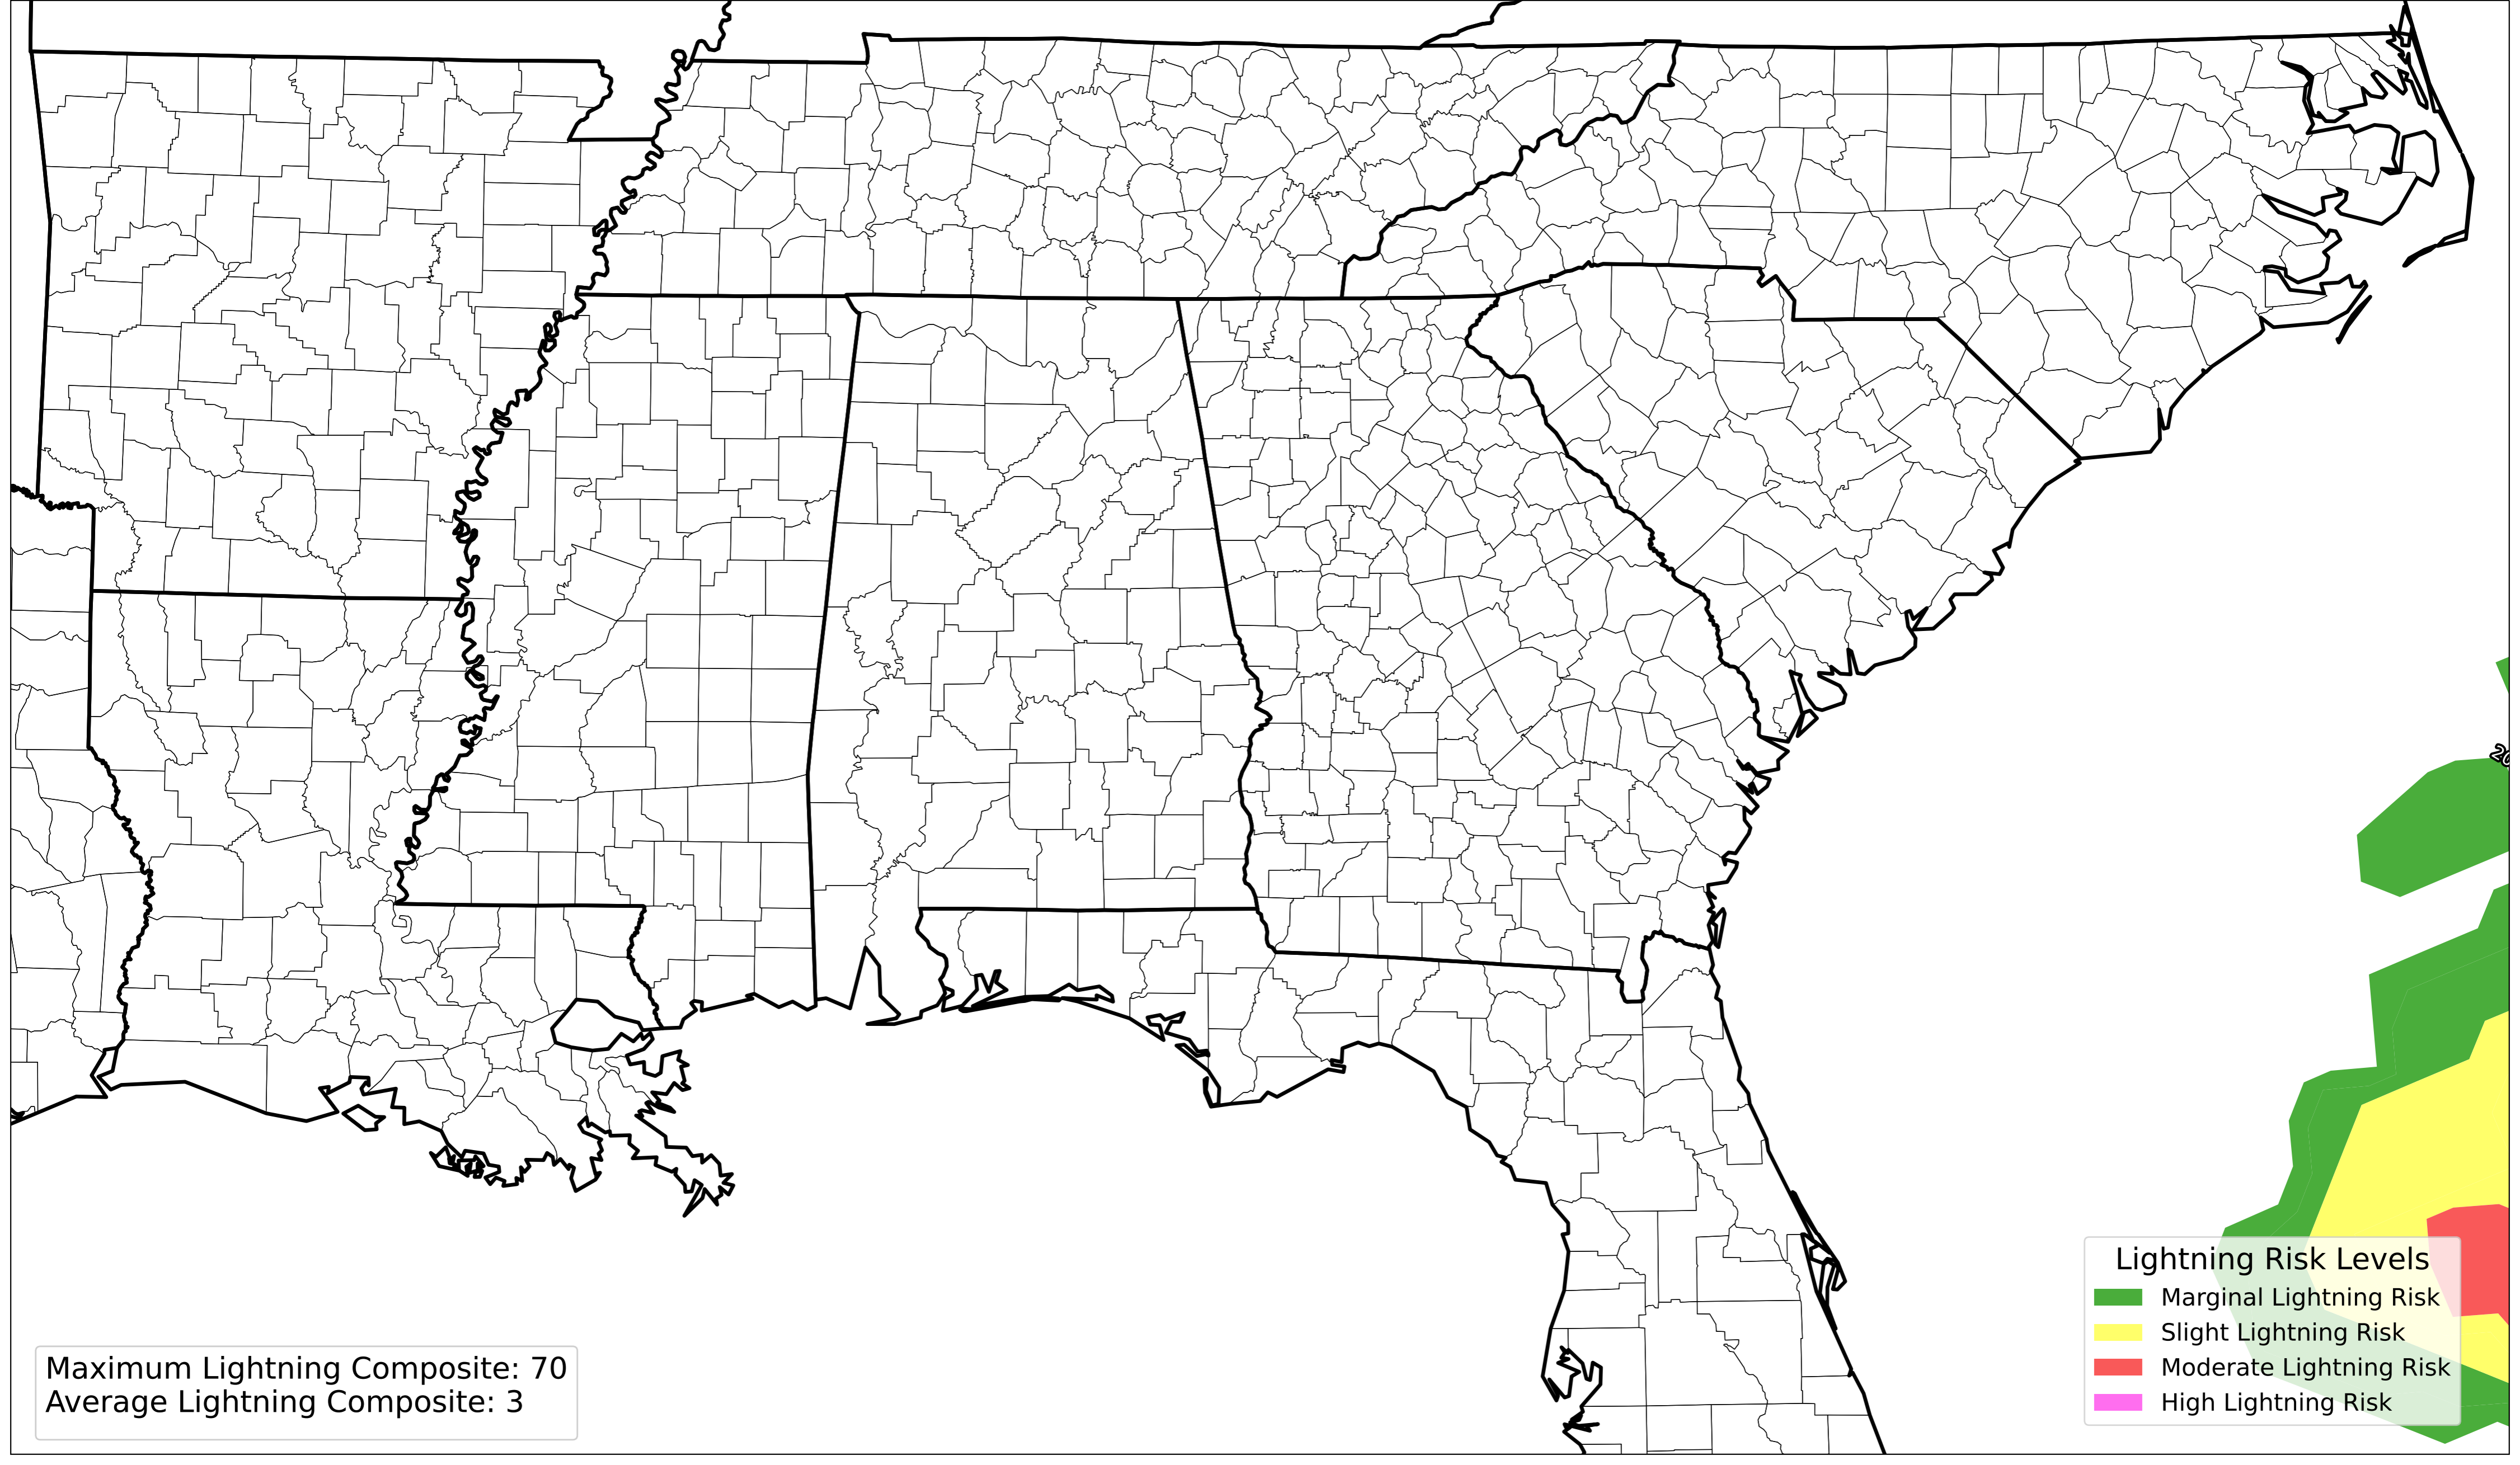 20
Lightning Risk Levels
Marginal Lightning Risk
Slight Lightning Risk
Moderate Lightning Risk
High Lightning Risk
Maximum Lightning Composite: 70
Average Lightning Composite: 3